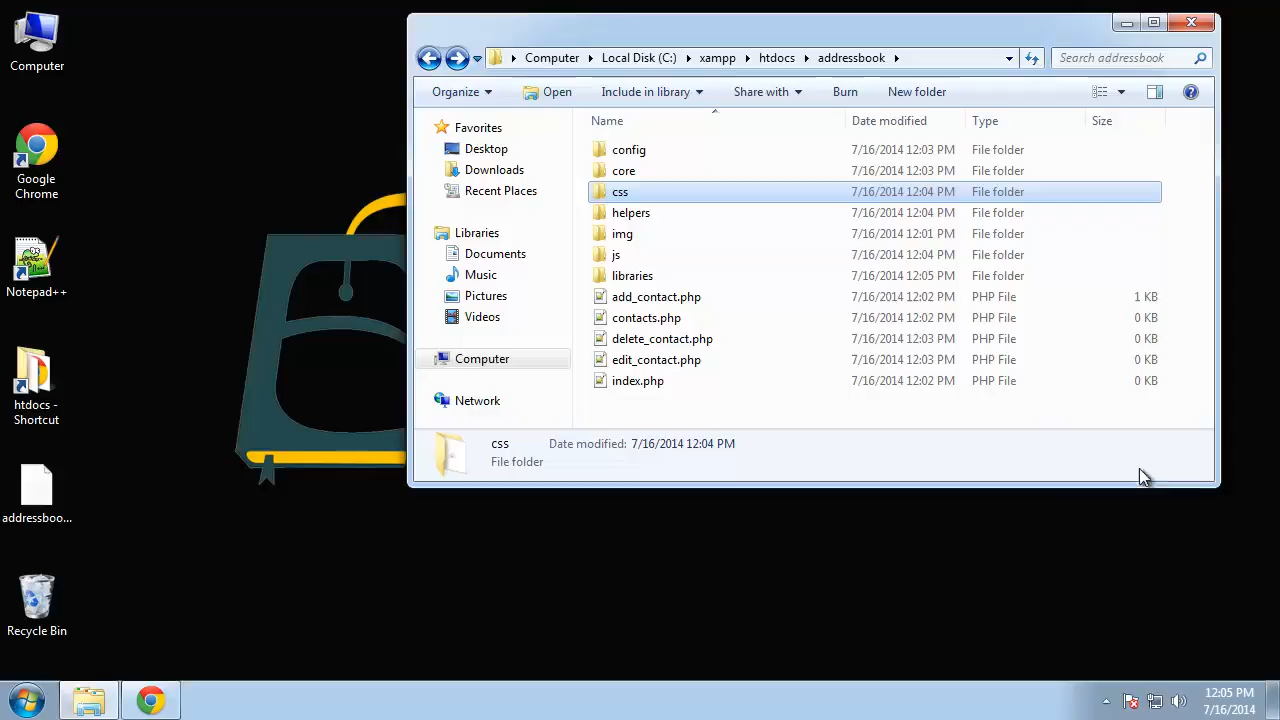 Computer
Google
Chrome
Notepad++
htdocs -
Shortcut
addressboo...
Recycle Bin
Computer Local Disk (C:) xampp htdocs addressbook
Search addressbook
Organize Open Include in library Share with Burn New folder
Favorites
Desktop
Downloads
Recent Places
Libraries
Documents
Music
Pictures
Videos
Computer
Network
Name Date modified Type Size
config 7/16/2014 12:03 PM File folder
core 7/16/2014 12:03 PM File folder
css 7/16/2014 12:04 PM File folder
helpers 7/16/2014 12:04 PM File folder
img 7/16/2014 12:01 PM File folder
js 7/16/2014 12:04 PM File folder
libraries 7/16/2014 12:05 PM File folder
add_contact.php 7/16/2014 12:02 PM PHP File 1 KB
contacts.php 7/16/2014 12:02 PM PHP File 0 KB
delete_contact.php 7/16/2014 12:03 PM PHP File 0 KB
edit_contact.php 7/16/2014 12:03 PM PHP File 0 KB
index.php 7/16/2014 12:02 PM PHP File 0 KB
css Date modified: 7/16/2014 12:04 PM
File folder
12:05 PM
7/16/2014